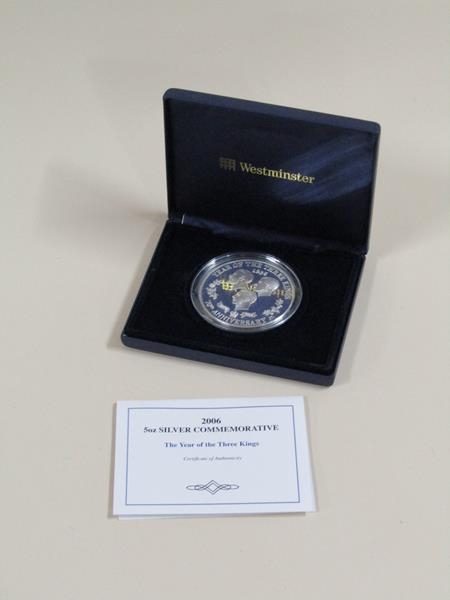 Westminster
YEAR OF THE THREE KINGS
1936
ANNIVERSARY
2006
5oz SILVER COMMEMORATIVE
The Year of the Three Kings
Certificate of Authenticity